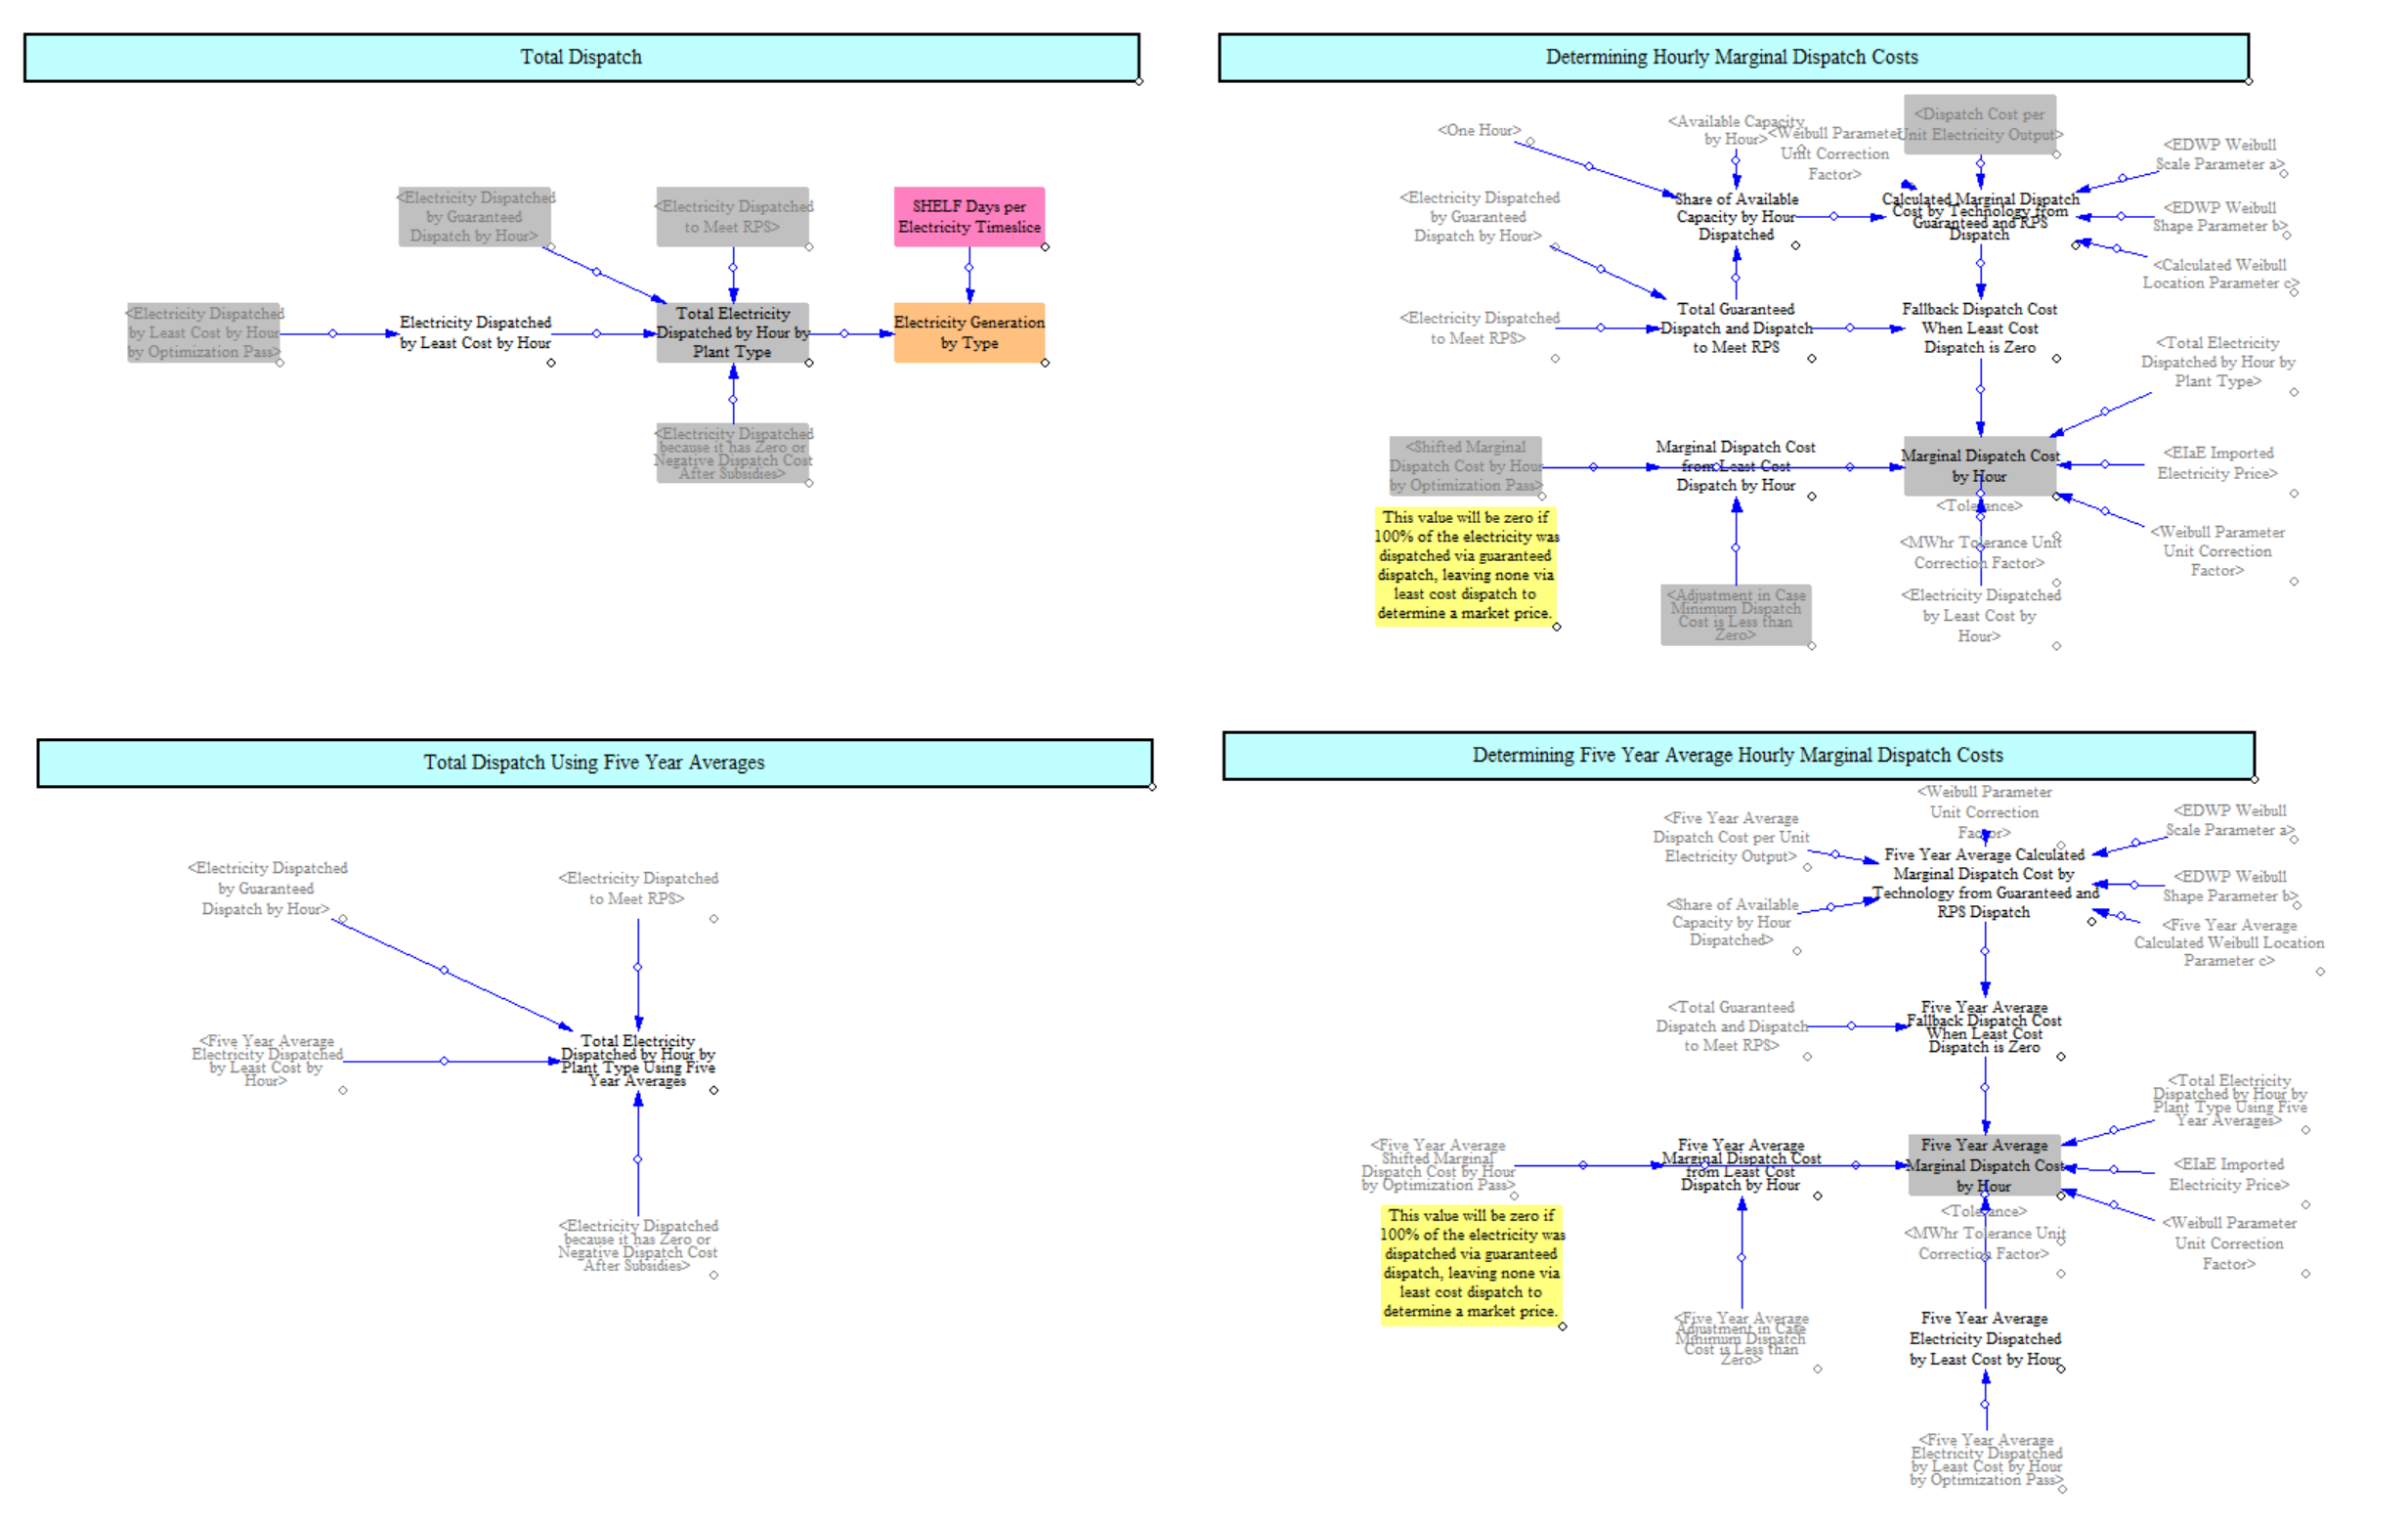 Total Dispatch
<Electricity Dispatched
by Guaranteed
Dispatch by Hour>
<Electricity Dispatched
to Meet RPS>
SHELF Days per
Electricity Timeslice
<Electricity Dispatched
by Least Cost by Hour
by Optimization Pass>
Electricity Dispatched
by Least Cost by Hour
Total Electricity
Dispatched by Hour by
Plant Type
Electricity Generation
by Type
<Electricity Dispatched
because it has Zero or
Negative Dispatch Cost
After Subsidies>
Determining Hourly Marginal Dispatch Costs
<One Hour>
<Available Capacity
by Hour>
<Weibull Parameter
Unit Correction
Factor>
<Dispatch Cost per
Unit Electricity Output>
<EDWP Weibull
Scale Parameter a>
<Electricity Dispatched
by Guaranteed
Dispatch by Hour>
Share of Available
Capacity by Hour
Dispatched
Calculated Marginal Dispatch
Cost by Technology from
Guaranteed and RPS
Dispatch
<EDWP Weibull
Shape Parameter b>
<Calculated Weibull
Location Parameter c>
<Electricity Dispatched
to Meet RPS>
Total Guaranteed
Dispatch and Dispatch
to Meet RPS
Fallback Dispatch Cost
When Least Cost
Dispatch is Zero
<Total Electricity
Dispatched by Hour by
Plant Type>
<Shifted Marginal
Dispatch Cost by Hour
by Optimization Pass>
Marginal Dispatch Cost
from Least Cost
Dispatch by Hour
Marginal Dispatch Cost
by Hour
<EIaE Imported
Electricity Price>
This value will be zero if
100% of the electricity was
dispatched via guaranteed
dispatch, leaving none via
least cost dispatch to
determine a market price.
<Tolerance>
<MWhr Tolerance Unit
Correction Factor>
<Weibull Parameter
Unit Correction
Factor>
<Adjustment in Case
Minimum Dispatch
Cost is Less than
Zero>
<Electricity Dispatched
by Least Cost by
Hour>
Total Dispatch Using Five Year Averages
<Electricity Dispatched
by Guaranteed
Dispatch by Hour>
<Electricity Dispatched
to Meet RPS>
<Five Year Average
Electricity Dispatched
by Least Cost by
Hour>
Total Electricity
Dispatched by Hour by
Plant Type Using Five
Year Averages
<Electricity Dispatched
because it has Zero or
Negative Dispatch Cost
After Subsidies>
Determining Five Year Average Hourly Marginal Dispatch Costs
<Weibull Parameter
Unit Correction
Factor>
<Five Year Average
Dispatch Cost per Unit
Electricity Output>
<EDWP Weibull
Scale Parameter a>
Five Year Average Calculated
Marginal Dispatch Cost by
Technology from Guaranteed and
RPS Dispatch
<EDWP Weibull
Shape Parameter b>
<Share of Available
Capacity by Hour
Dispatched>
<Five Year Average
Calculated Weibull Location
Parameter c>
<Total Guaranteed
Dispatch and Dispatch
to Meet RPS>
Five Year Average
Fallback Dispatch Cost
When Least Cost
Dispatch is Zero
<Total Electricity
Dispatched by Hour by
Plant Type Using Five
Year Averages>
<Five Year Average
Shifted Marginal
Dispatch Cost by Hour
by Optimization Pass>
Five Year Average
Marginal Dispatch Cost
from Least Cost
Dispatch by Hour
Five Year Average
Marginal Dispatch Cost
by Hour
<EIaE Imported
Electricity Price>
This value will be zero if
100% of the electricity was
dispatched via guaranteed
dispatch, leaving none via
least cost dispatch to
determine a market price.
<Tolerance>
<MWhr Tolerance Unit
Correction Factor>
<Weibull Parameter
Unit Correction
Factor>
<Five Year Average
Adjustment in Case
Minimum Dispatch
Cost is Less than
Zero>
Five Year Average
Electricity Dispatched
by Least Cost by Hour
<Five Year Average
Electricity Dispatched
by Least Cost by Hour
by Optimization Pass>